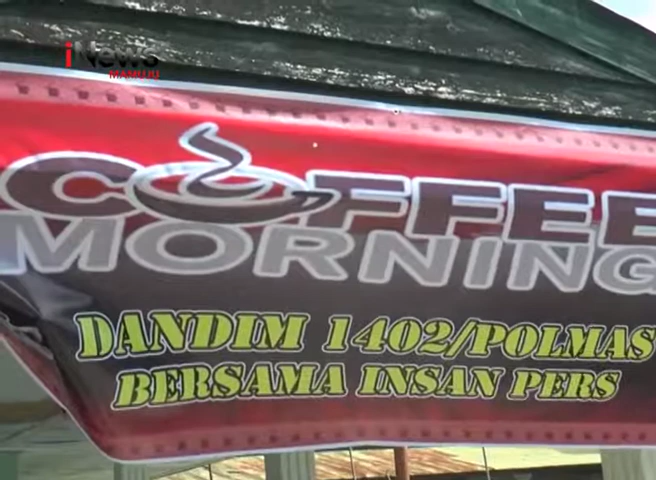 iNews
MAMUJU
COFFEE
MORNING
DANDIM 1402/POLMAS
BERSAMA INSAN PERS